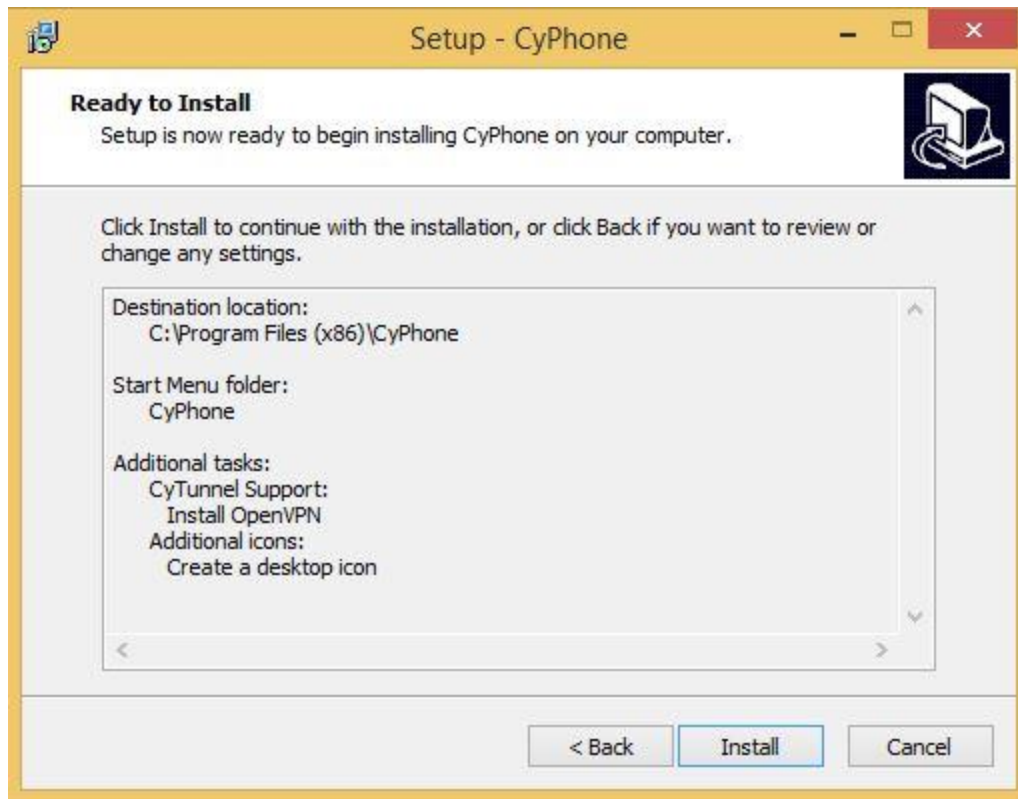 Setup - CyPhone
Ready to Install
Setup is now ready to begin installing CyPhone on your computer.
Click Install to continue with the installation, or click Back if you want to review or
change any settings.
Destination location:
C:\Program Files (x86)\CyPhone
Start Menu folder:
CyPhone
Additional tasks:
CyTunnel Support:
Install OpenVPN
Additional icons:
Create a desktop icon
< Back
Install
Cancel